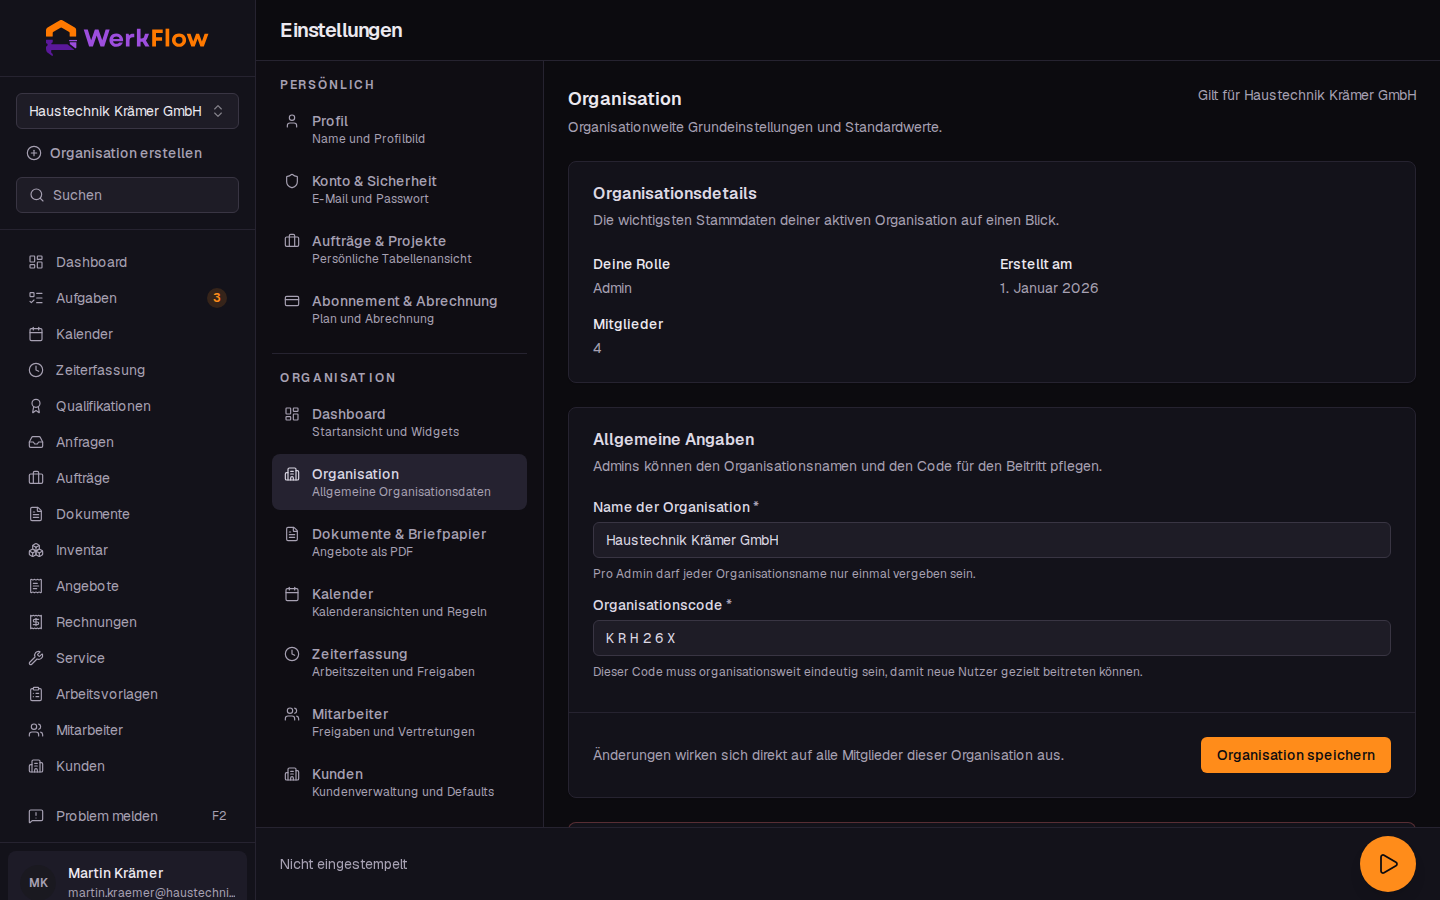 WerkFlow
Haustechnik Krämer GmbH
Organisation erstellen
Suchen
Dashboard
Aufgaben 3
Kalender
Zeiterfassung
Qualifikationen
Anfragen
Aufträge
Dokumente
Inventar
Angebote
Rechnungen
Service
Arbeitsvorlagen
Mitarbeiter
Kunden
Problem melden F2
MK
Martin Krämer
martin.kraemer@haustechni...
Einstellungen
PERSÖNLICH
Profil
Name und Profilbild
Konto & Sicherheit
E-Mail und Passwort
Aufträge & Projekte
Persönliche Tabellenansicht
Abonnement & Abrechnung
Plan und Abrechnung
ORGANISATION
Dashboard
Startansicht und Widgets
Organisation
Allgemeine Organisationsdaten
Dokumente & Briefpapier
Angebote als PDF
Kalender
Kalenderansichten und Regeln
Zeiterfassung
Arbeitszeiten und Freigaben
Mitarbeiter
Freigaben und Vertretungen
Kunden
Kundenverwaltung und Defaults
Organisation
Gilt für Haustechnik Krämer GmbH
Organisationweite Grundeinstellungen und Standardwerte.
Organisationsdetails
Die wichtigsten Stammdaten deiner aktiven Organisation auf einen Blick.
Deine Rolle
Admin
Erstellt am
1. Januar 2026
Mitglieder
4
Allgemeine Angaben
Admins können den Organisationsnamen und den Code für den Beitritt pflegen.
Name der Organisation *
Haustechnik Krämer GmbH
Pro Admin darf jeder Organisationsname nur einmal vergeben sein.
Organisationscode *
KRH26X
Dieser Code muss organisationsweit eindeutig sein, damit neue Nutzer gezielt beitreten können.
Änderungen wirken sich direkt auf alle Mitglieder dieser Organisation aus.
Organisation speichern
Nicht eingestempelt